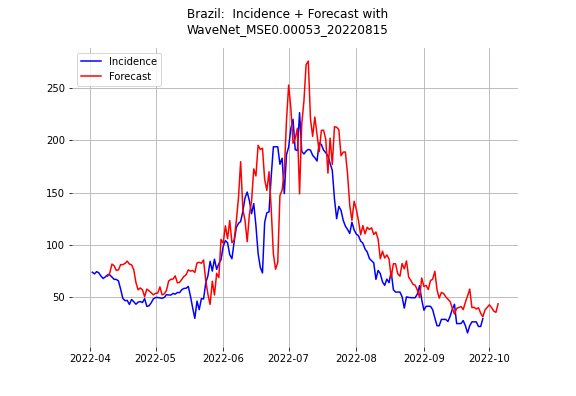 Brazil:  Incidence + Forecast with
WaveNet_MSE0.00053_20220815
Incidence
Forecast
250
200
150
100
50
2022-04 2022-05 2022-06 2022-07 2022-08 2022-09 2022-10